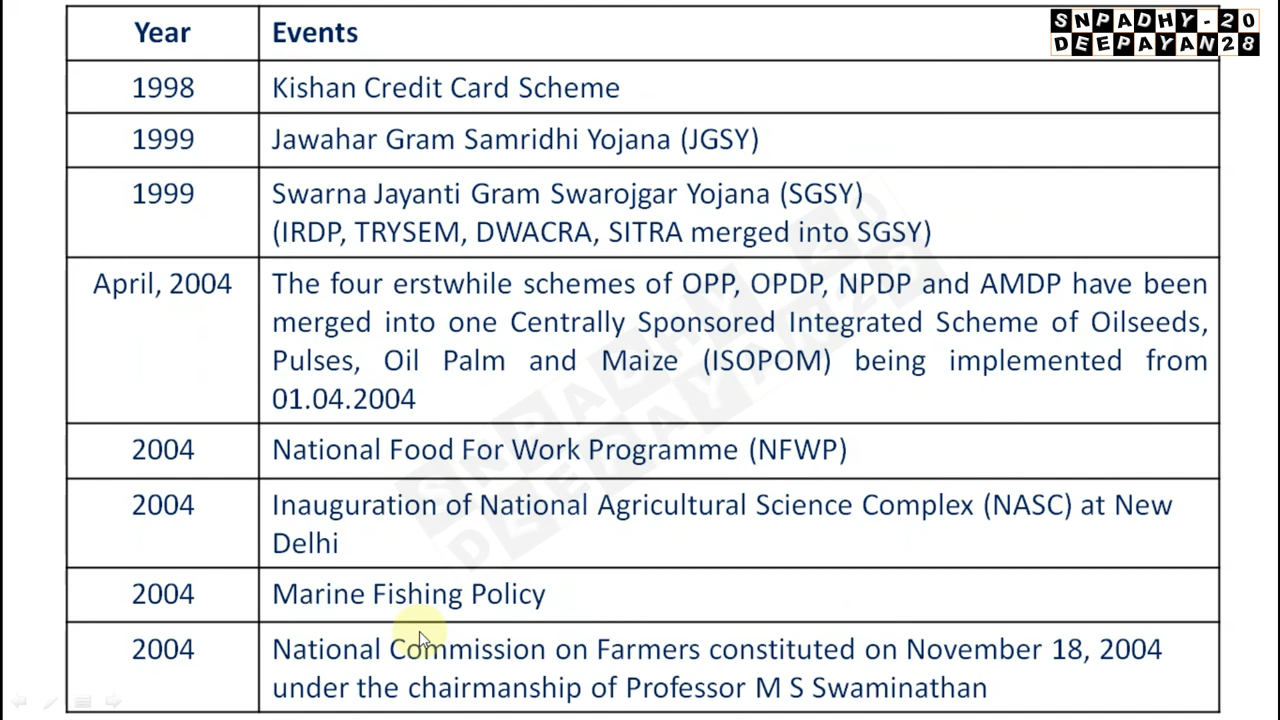 SNPADHY-20
DEEPAYAN28
Year Events
1998 Kishan Credit Card Scheme
1999 Jawahar Gram Samridhi Yojana (JGSY)
1999 Swarna Jayanti Gram Swarojgar Yojana (SGSY)
(IRDP, TRYSEM, DWACRA, SITRA merged into SGSY)
April, 2004 The four erstwhile schemes of OPP, OPDP, NPDP and AMDP have been
merged into one Centrally Sponsored Integrated Scheme of Oilseeds,
Pulses, Oil Palm and Maize (ISOPOM) being implemented from
01.04.2004
2004 National Food For Work Programme (NFWP)
2004 Inauguration of National Agricultural Science Complex (NASC) at New
Delhi
2004 Marine Fishing Policy
2004 National Commission on Farmers constituted on November 18, 2004
under the chairmanship of Professor M S Swaminathan
SNPADHY-20
DEEPAYAN28